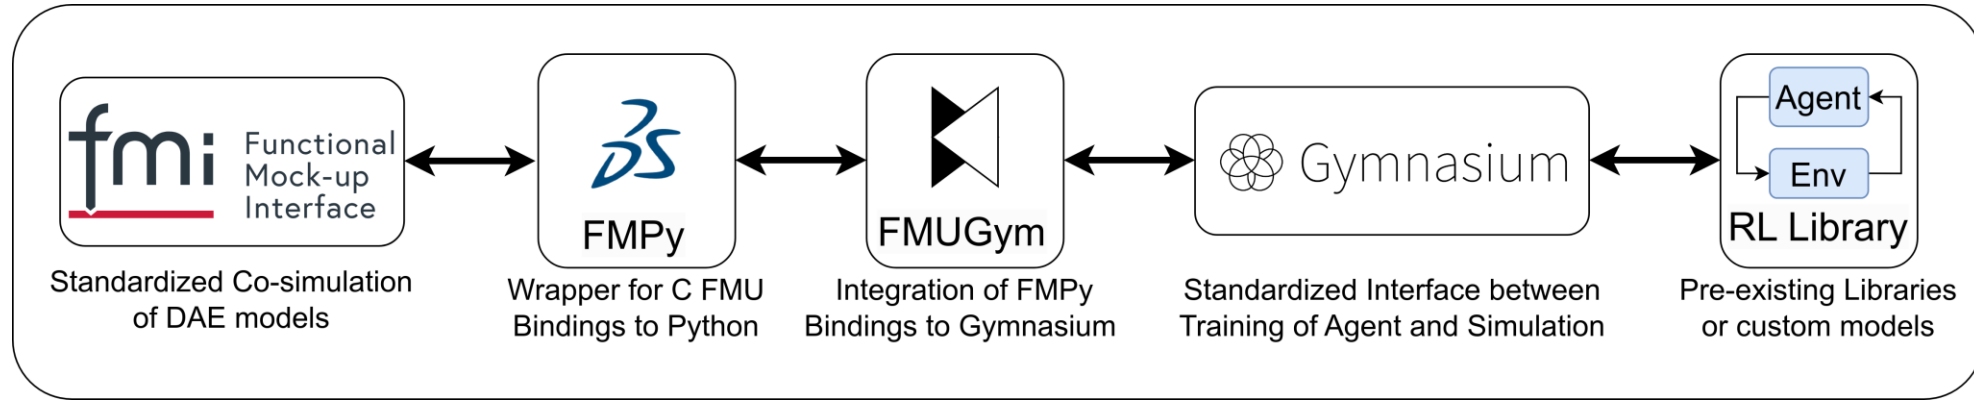 fmi
Functional
Mock-up
Interface
Standardized Co-simulation
of DAE models
DS
FMPy
Wrapper for C FMU
Bindings to Python
FMUGym
Integration of FMPy
Bindings to Gymnasium
Gymnasium
Standardized Interface between
Training of Agent and Simulation
Agent
Env
RL Library
Pre-existing Libraries
or custom models